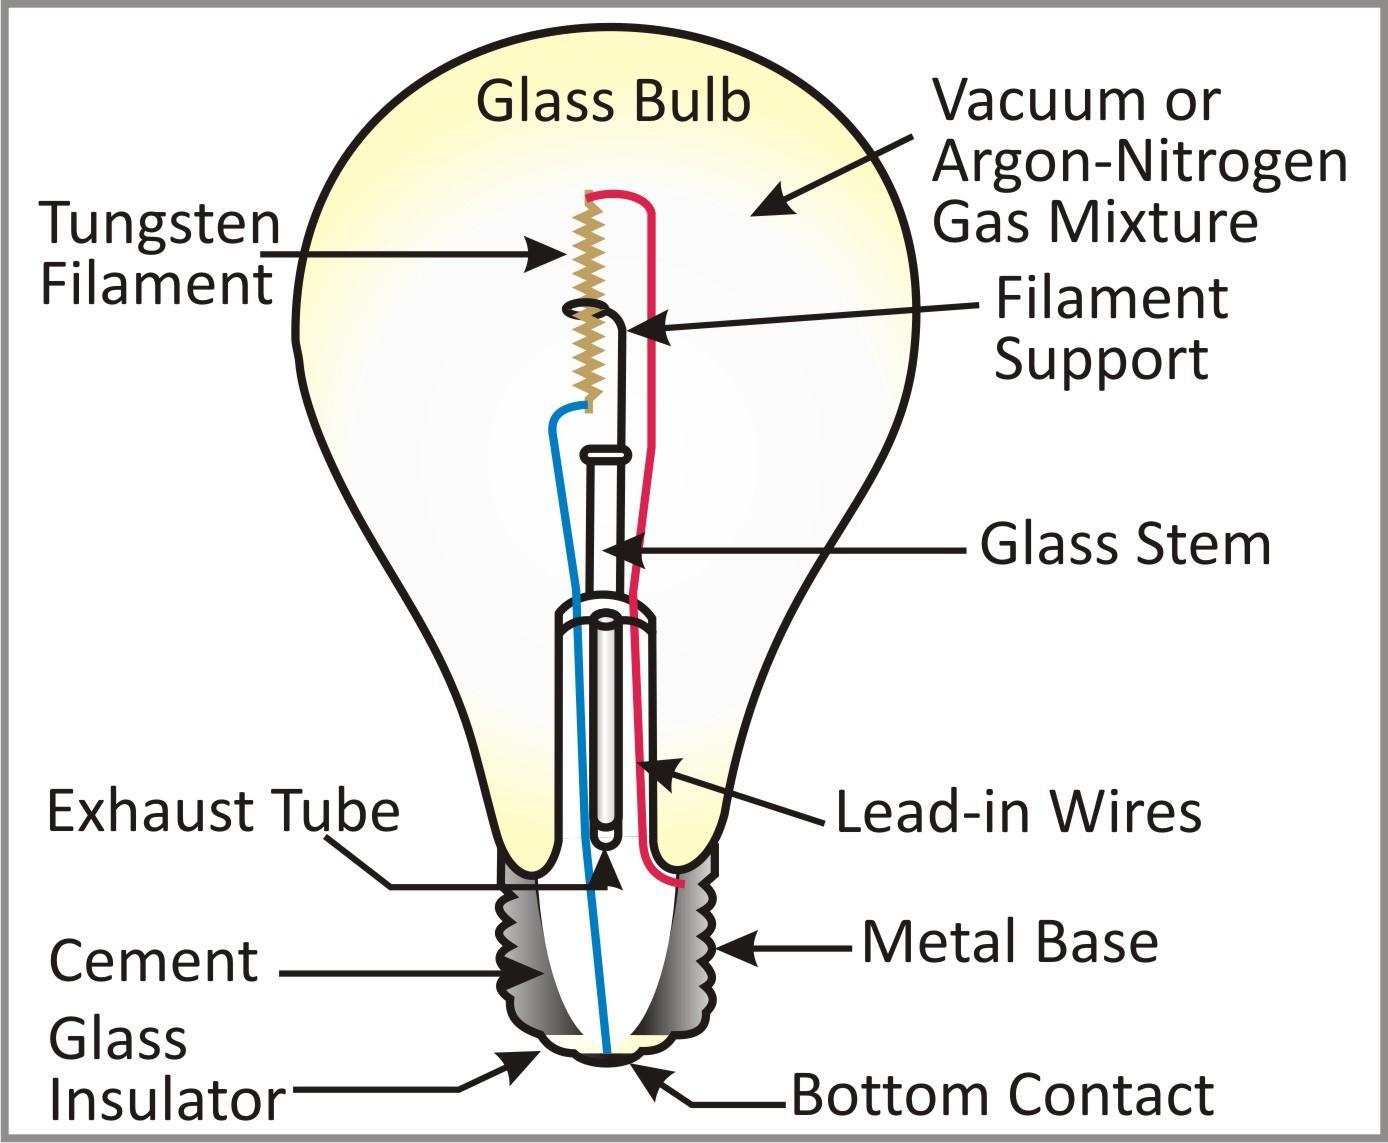 Glass Bulb
Vacuum or
Argon-Nitrogen
Gas Mixture
Tungsten
Filament
Filament
Support
Glass Stem
Exhaust Tube
Lead-in Wires
Cement
Metal Base
Glass
Insulator
Bottom Contact